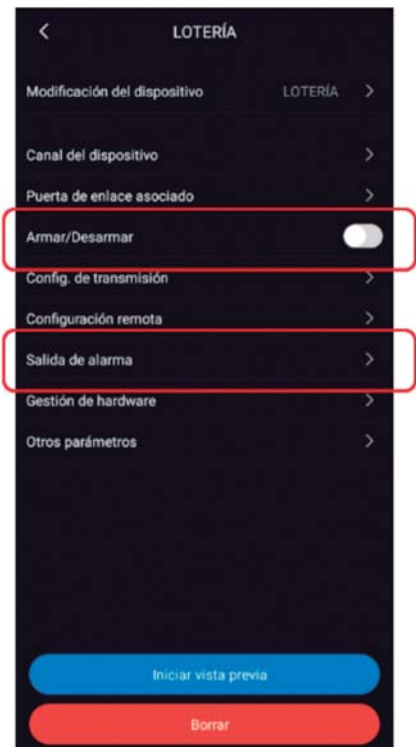 LOTERÍA
Modificación del dispositivo LOTERÍA
Canal del dispositivo
Puerta de enlace asociado
Armar/Desarmar
Config. de transmisión
Configuración remota
Salida de alarma
Gestión de hardware
Otros parámetros
Iniciar vista previa
Borrar